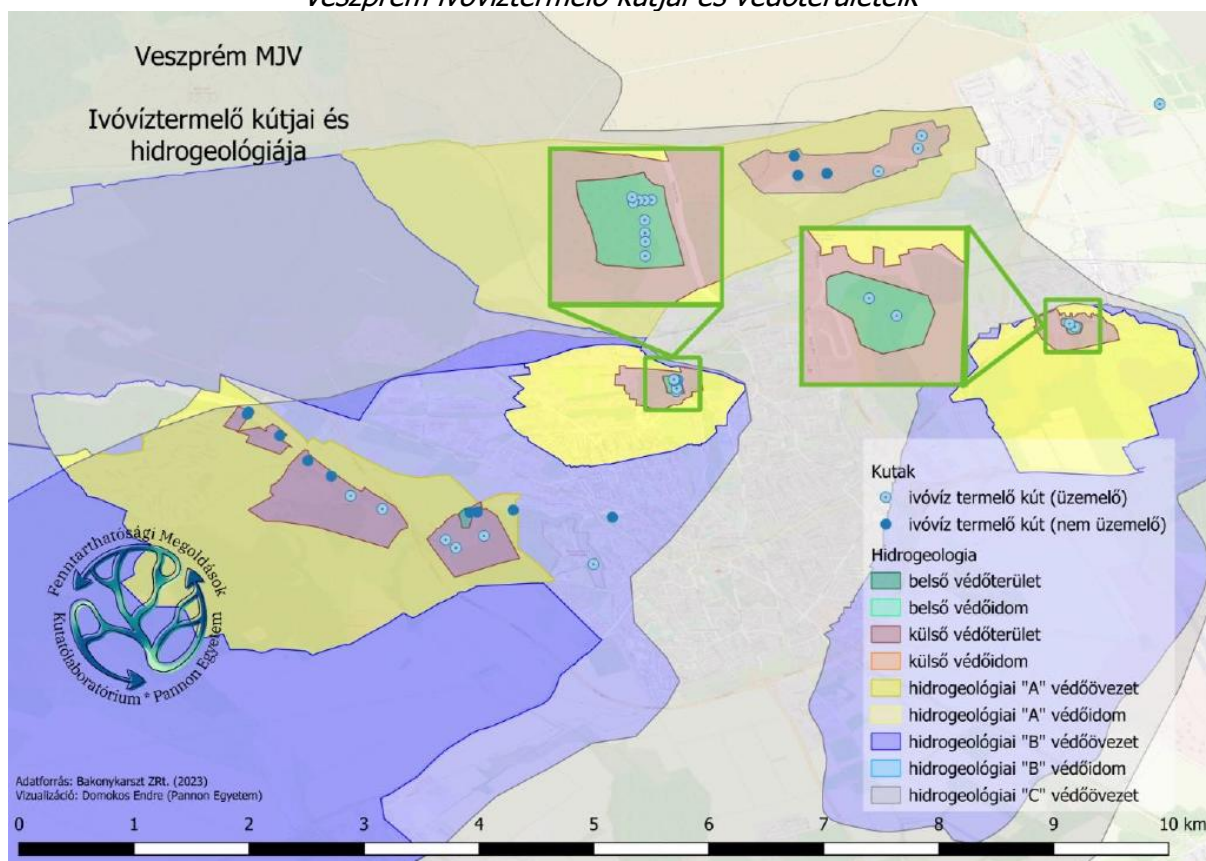 Veszprém ivóvíztermelő kútjai és védőterületeik
Veszprém MJV
Ivóvíztermelő kútjai és
hidrogeológiája
Kutak
ivóvíz termelő kút (üzemelő)
ivóvíz termelő kút (nem üzemelő)
Hidrogeologia
belső védőterület
belső védőidom
külső védőterület
külső védőidom
hidrogeológiai "A" védőövezet
hidrogeológiai "A" védőidom
hidrogeológiai "B" védőövezet
hidrogeológiai "B" védőidom
hidrogeológiai "C" védőövezet
Fenntarthatósági Megoldások
Kutatólaboratórium * Pannon Egyetem
Adatforrás: Bakonykarszt ZRt. (2023)
Vizualizáció: Domokos Endre (Pannon Egyetem)
0 1 2 3 4 5 6 7 8 9 10 km